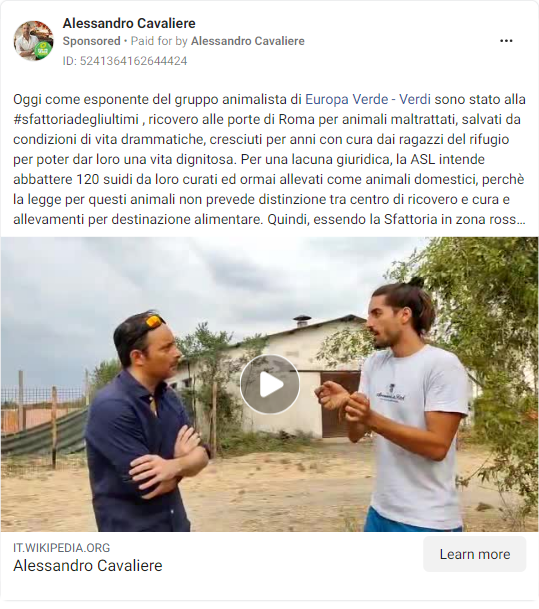 Alessandro Cavaliere
Sponsored • Paid for by Alessandro Cavaliere
ID: 5241364162644424
Oggi come esponente del gruppo animalista di Europa Verde - Verdi sono stato alla
#sfattoriadegliultimi , ricovero alle porte di Roma per animali maltrattati, salvati da
condizioni di vita drammatiche, cresciuti per anni con cura dai ragazzi del rifugio
per poter dar loro una vita dignitosa. Per una lacuna giuridica, la ASL intende
abbattere 120 suidi da loro curati ed ormai allevati come animali domestici, perchè
la legge per questi animali non prevede distinzione tra centro di ricovero e cura e
allevamenti per destinazione alimentare. Quindi, essendo la Sfattoria in zona ross...
IT.WIKIPEDIA.ORG
Alessandro Cavaliere
Learn more